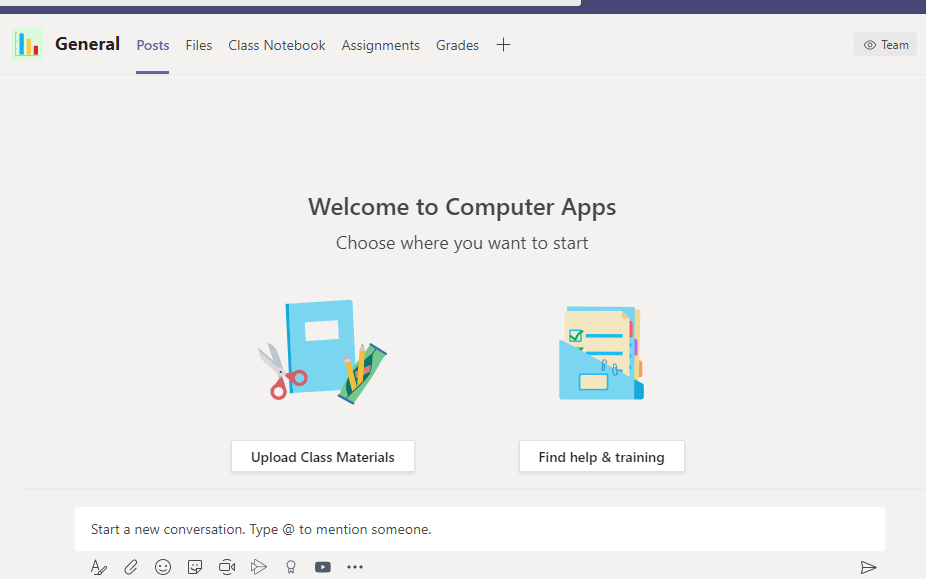 General Posts Files Class Notebook Assignments Grades Team
Welcome to Computer Apps
Choose where you want to start
Upload Class Materials Find help & training
Start a new conversation. Type @ to mention someone.